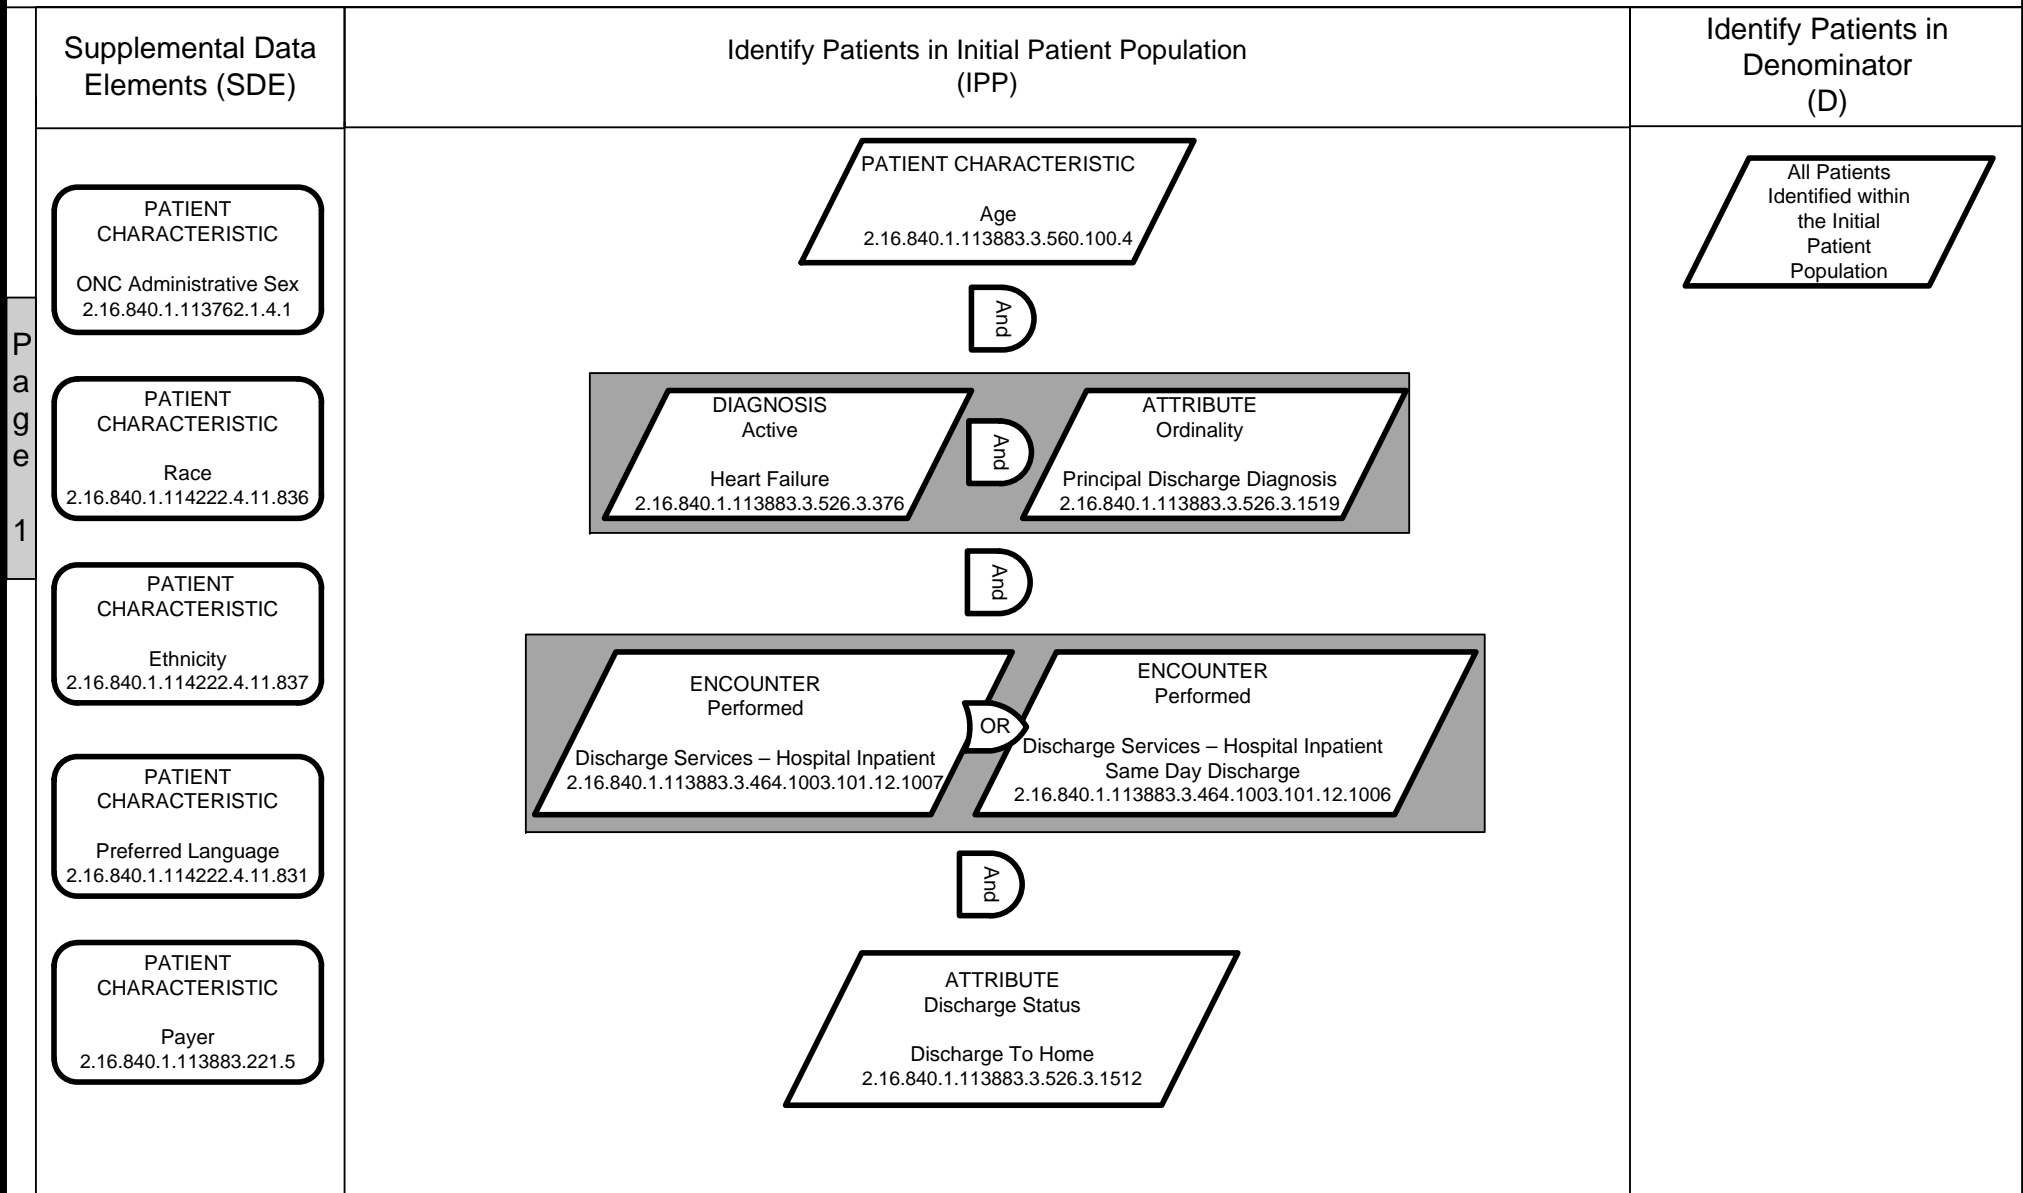 Supplemental Data
Elements (SDE)
Identify Patients in Initial Patient Population
(IPP)
Identify Patients in
Denominator
(D)
Page 1
PATIENT
CHARACTERISTIC
ONC Administrative Sex
2.16.840.1.113762.1.4.1
PATIENT
CHARACTERISTIC
Race
2.16.840.1.114222.4.11.836
PATIENT
CHARACTERISTIC
Ethnicity
2.16.840.1.114222.4.11.837
PATIENT
CHARACTERISTIC
Preferred Language
2.16.840.1.114222.4.11.831
PATIENT
CHARACTERISTIC
Payer
2.16.840.1.113883.221.5
PATIENT CHARACTERISTIC
Age
2.16.840.1.113883.3.560.100.4
And
DIAGNOSIS
Active
Heart Failure
2.16.840.1.113883.3.526.3.376
And
ATTRIBUTE
Ordinality
Principal Discharge Diagnosis
2.16.840.1.113883.3.526.3.1519
And
ENCOUNTER
Performed
Discharge Services – Hospital Inpatient
2.16.840.1.113883.3.464.1003.101.12.1007
OR
ENCOUNTER
Performed
Discharge Services – Hospital Inpatient
Same Day Discharge
2.16.840.1.113883.3.464.1003.101.12.1006
And
ATTRIBUTE
Discharge Status
Discharge To Home
2.16.840.1.113883.3.526.3.1512
All Patients
Identified within
the Initial
Patient
Population